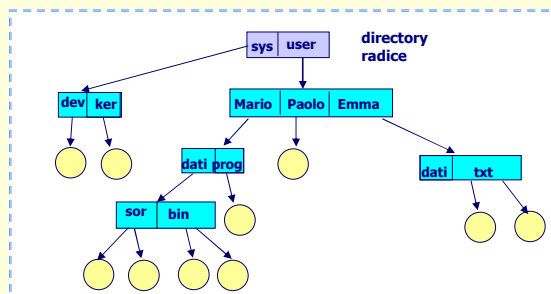 sys user
directory
radice
dev ker
Mario Paolo Emma
dati prog
dati txt
sor bin